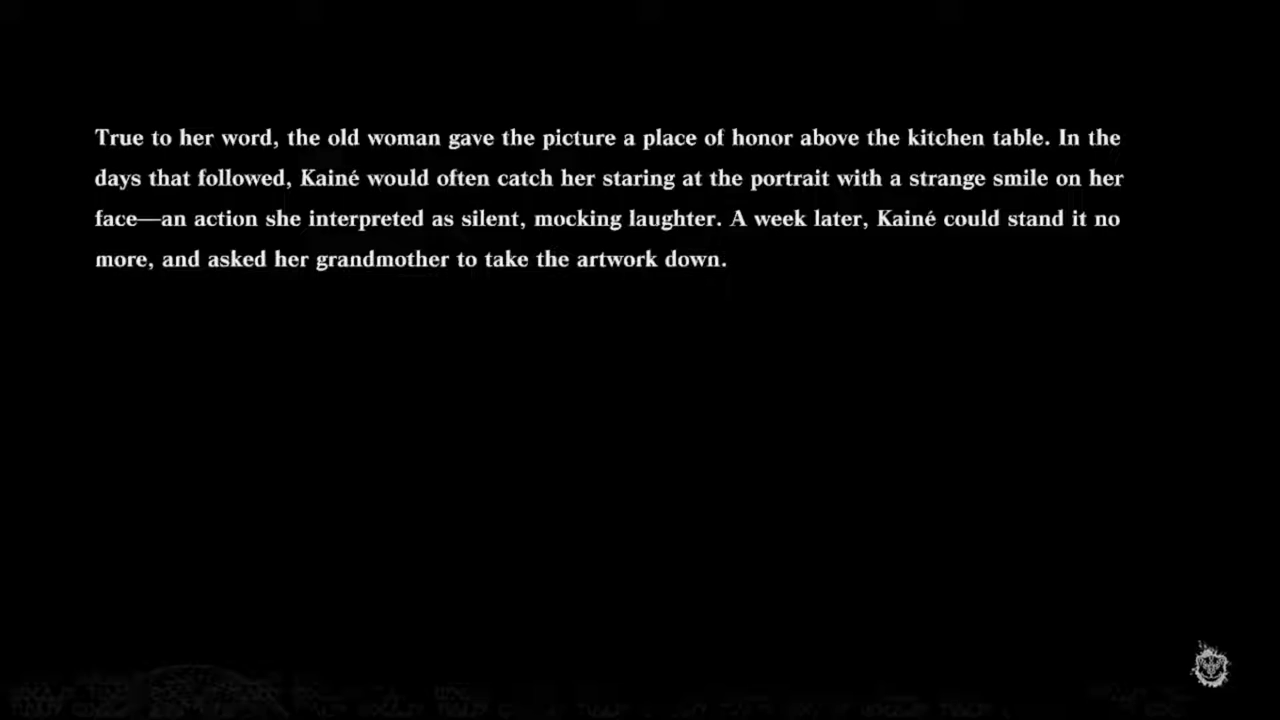 True to her word, the old woman gave the picture a place of honor above the kitchen table. In the
days that followed, Kainé would often catch her staring at the portrait with a strange smile on her
face—an action she interpreted as silent, mocking laughter. A week later, Kainé could stand it no
more, and asked her grandmother to take the artwork down.